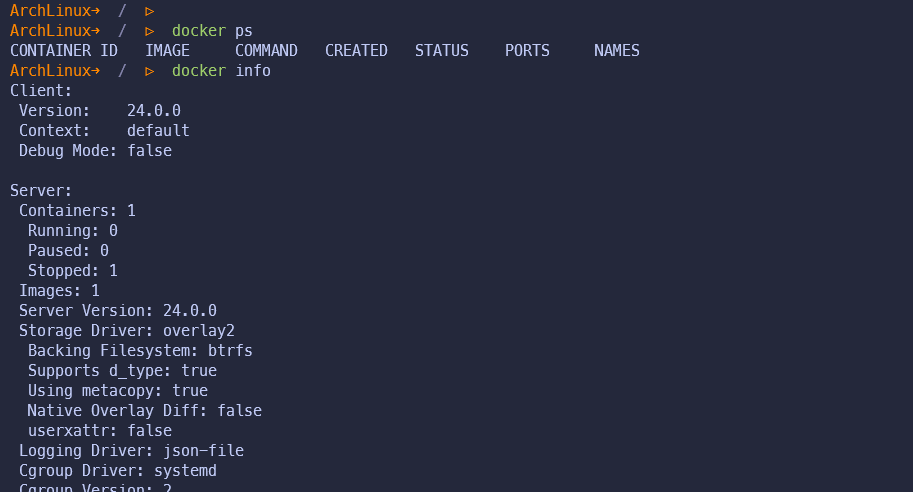 ArchLinux→ / ▷
ArchLinux→ / ▷ docker ps
CONTAINER ID   IMAGE     COMMAND   CREATED   STATUS    PORTS     NAMES
ArchLinux→ / ▷ docker info
Client:
 Version:    24.0.0
 Context:    default
 Debug Mode: false

Server:
 Containers: 1
  Running: 0
  Paused: 0
  Stopped: 1
 Images: 1
 Server Version: 24.0.0
 Storage Driver: overlay2
  Backing Filesystem: btrfs
  Supports d_type: true
  Using metacopy: true
  Native Overlay Diff: false
  userxattr: false
 Logging Driver: json-file
 Cgroup Driver: systemd
 Cgroup Version: 2